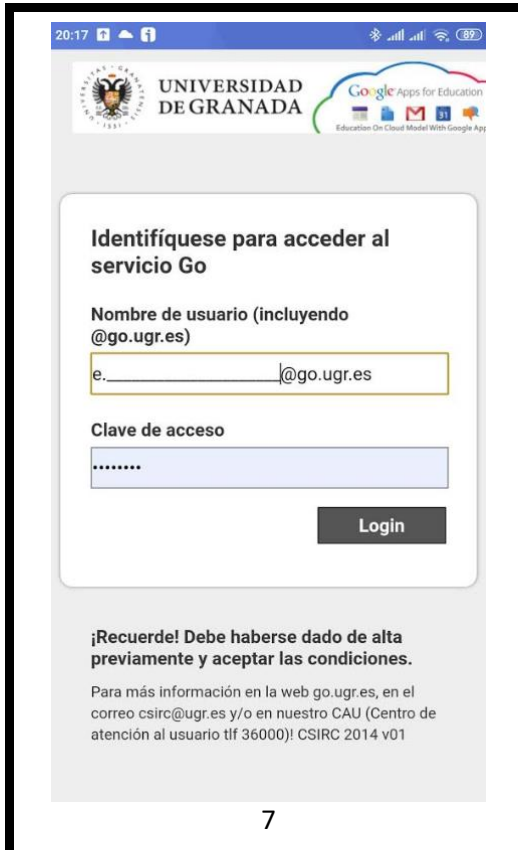 20:17
89
UNIVERSIDAD
DE GRANADA
Google Apps for Education
31
Education On Cloud Model With Google App
Identifíquese para acceder al
servicio Go
Nombre de usuario (incluyendo
@go.ugr.es)
e.____________________@go.ugr.es
Clave de acceso
••••••••
Login
¡Recuerde! Debe haberse dado de alta
previamente y aceptar las condiciones.
Para más información en la web go.ugr.es, en el
correo csirc@ugr.es y/o en nuestro CAU (Centro de
atención al usuario tlf 36000)! CSIRC 2014 v01
7